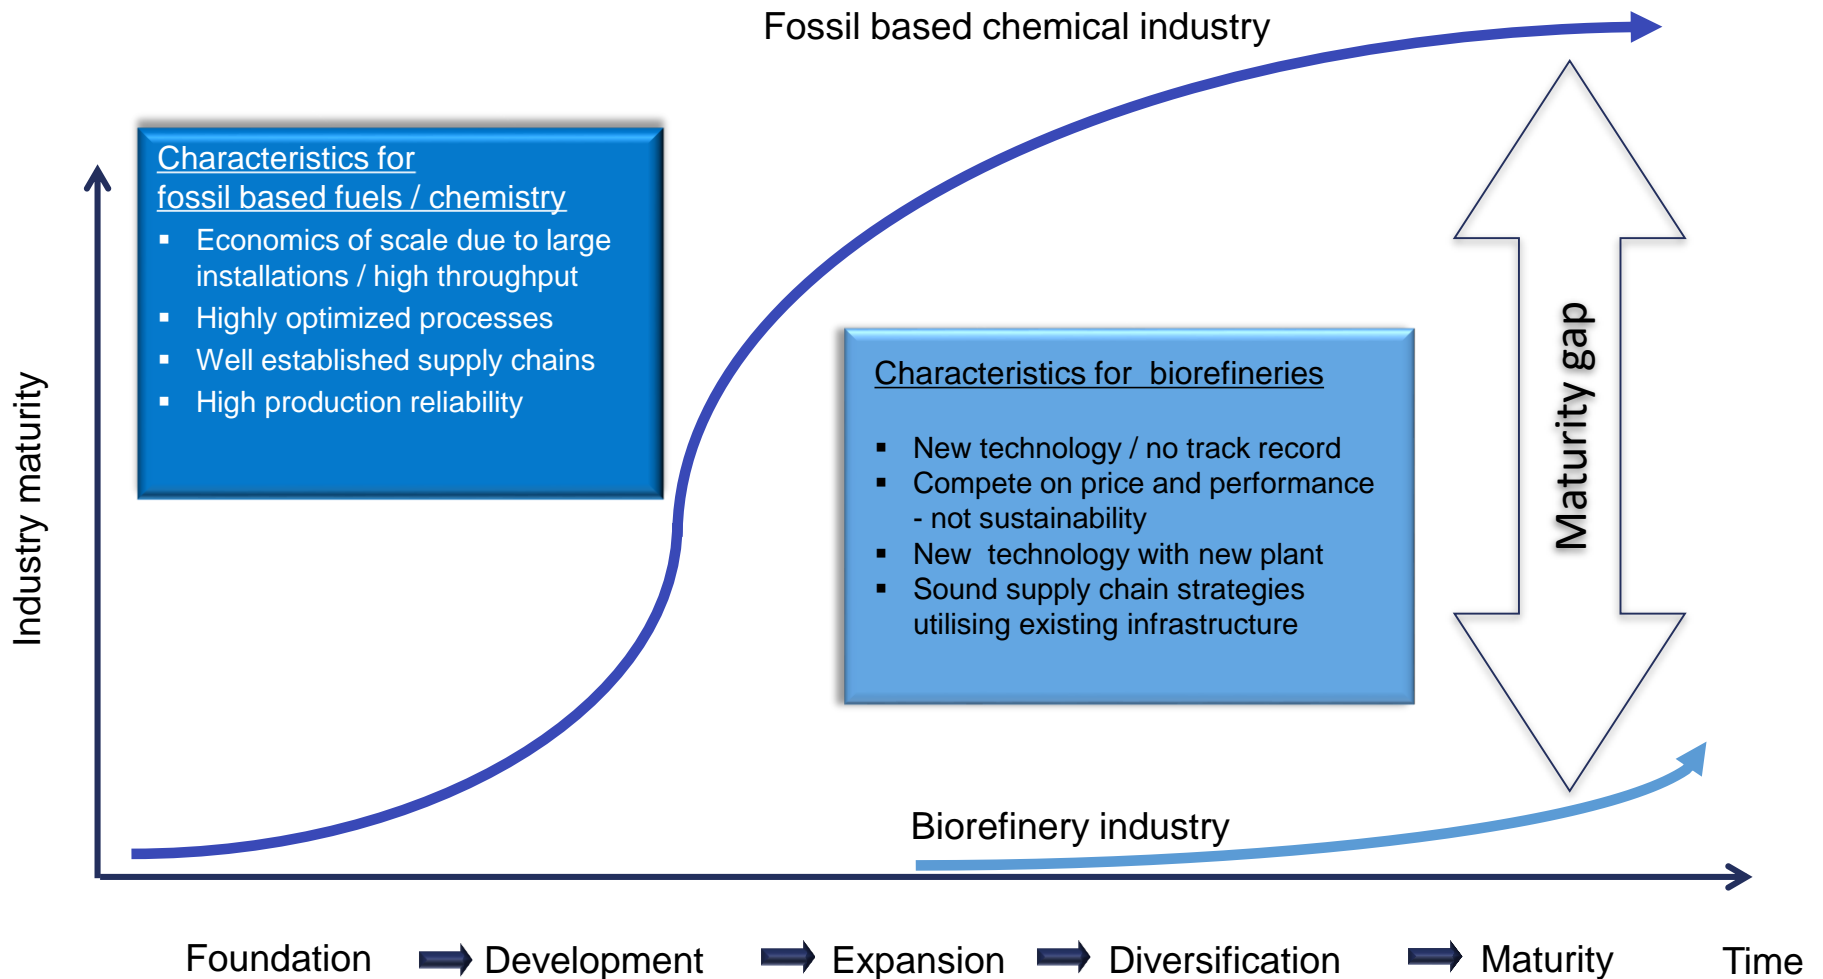 Fossil based chemical industry
Characteristics for
fossil based fuels / chemistry
▪ Economics of scale due to large
installations / high throughput
▪ Highly optimized processes
▪ Well established supply chains
▪ High production reliability
Industry maturity
Characteristics for  biorefineries
▪ New technology / no track record
▪ Compete on price and performance
- not sustainability
▪ New  technology with new plant
▪ Sound supply chain strategies
utilising existing infrastructure
Maturity gap
Biorefinery industry
Foundation Development Expansion Diversification Maturity Time